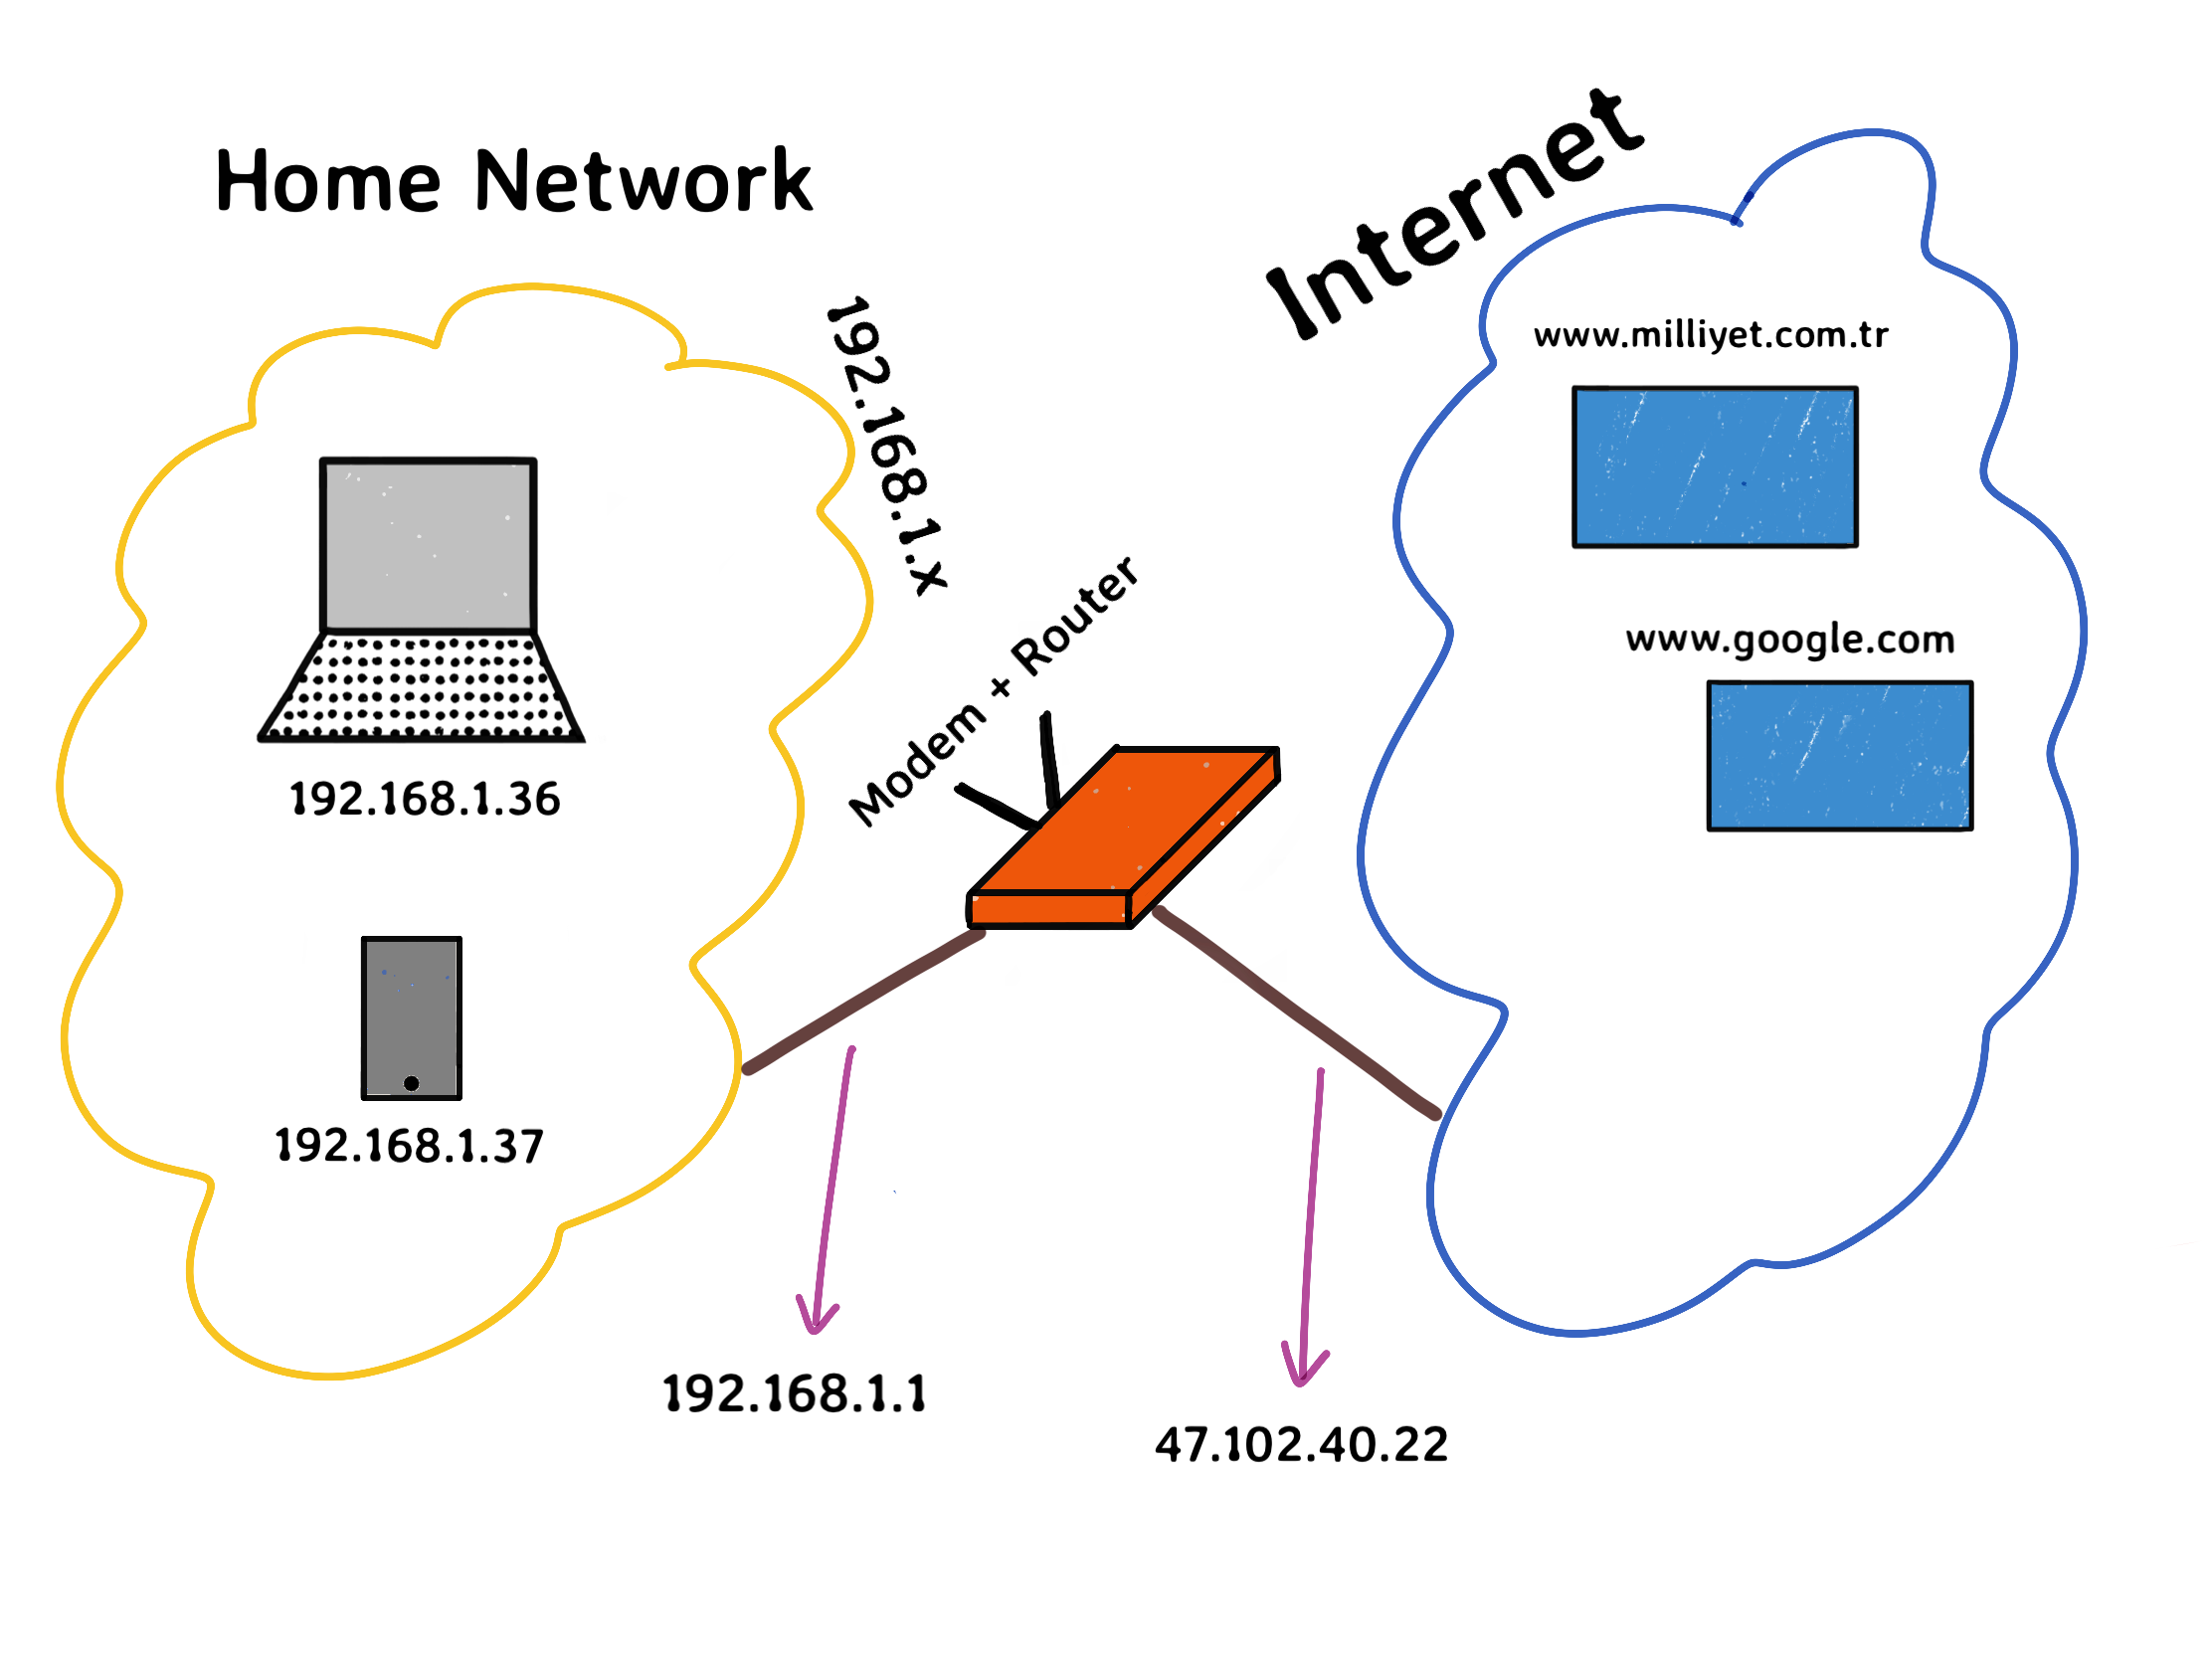 Home Network
Internet
192.168.1.x
www.milliyet.com.tr
www.google.com
Modem + Router
192.168.1.36
192.168.1.37
192.168.1.1
47.102.40.22